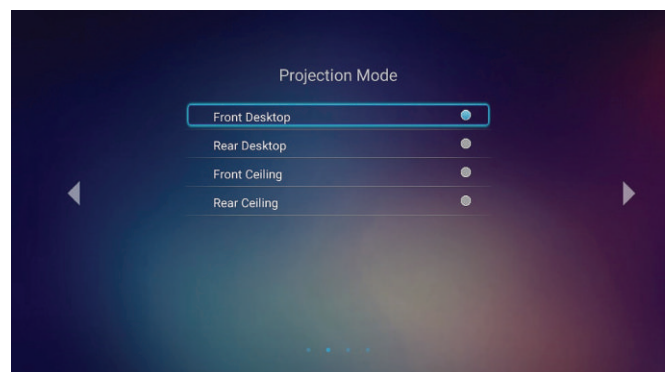 Projection Mode
Front Desktop
Rear Desktop
Front Ceiling
Rear Ceiling